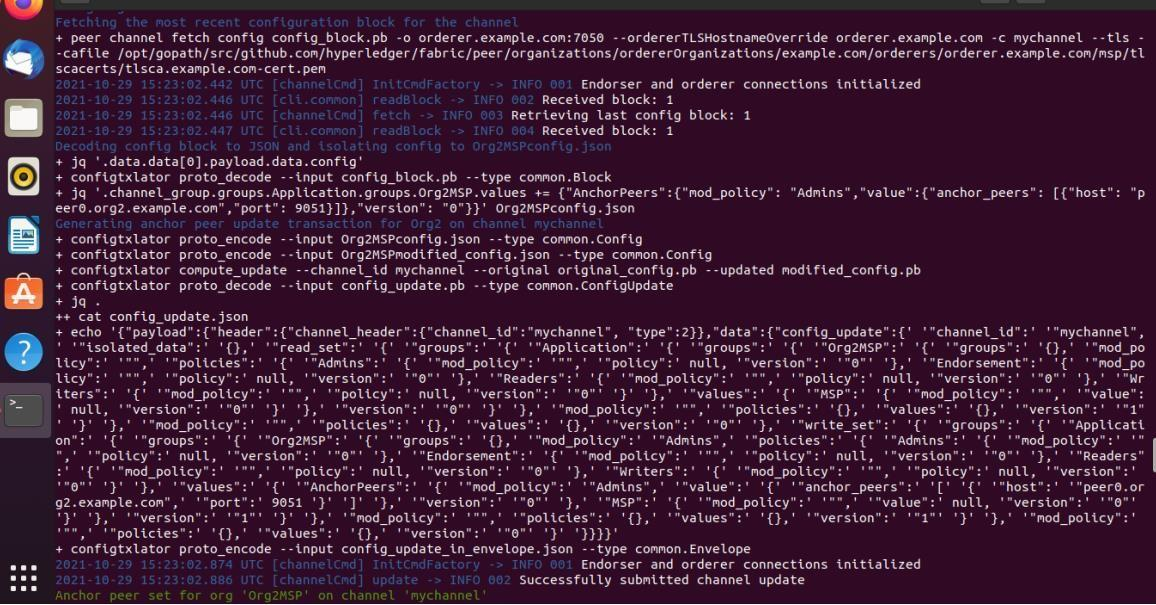 Fetching the most recent configuration block for the channel
+ peer channel fetch config config_block.pb -o orderer.example.com:7050 --ordererTLSHostnameOverride orderer.example.com -c mychannel --tls -
-cafile /opt/gopath/src/github.com/hyperledger/fabric/peer/organizations/ordererOrganizations/example.com/orderers/orderer.example.com/msp/tl
scacerts/tlsca.example.com-cert.pem
2021-10-29 15:23:02.442 UTC [channelCmd] InitCmdFactory -> INFO 001 Endorser and orderer connections initialized
2021-10-29 15:23:02.446 UTC [cli.common] readBlock -> INFO 002 Received block: 1
2021-10-29 15:23:02.446 UTC [channelCmd] fetch -> INFO 003 Retrieving last config block: 1
2021-10-29 15:23:02.447 UTC [cli.common] readBlock -> INFO 004 Received block: 1
Decoding config block to JSON and isolating config to Org2MSPconfig.json
+ jq '.data.data[0].payload.data.config'
+ configtxlator proto_decode --input config_block.pb --type common.Block
+ jq '.channel_group.groups.Application.groups.Org2MSP.values += {"AnchorPeers":{"mod_policy": "Admins","value":{"anchor_peers": [{"host": "p
eer0.org2.example.com","port": 9051}]},"version": "0"}}' Org2MSPconfig.json
Generating anchor peer update transaction for Org2 on channel mychannel
+ configtxlator proto_encode --input Org2MSPconfig.json --type common.Config
+ configtxlator proto_encode --input Org2MSPmodified_config.json --type common.Config
+ configtxlator compute_update --channel_id mychannel --original original_config.pb --updated modified_config.pb
+ configtxlator proto_decode --input config_update.pb --type common.ConfigUpdate
+ jq .
++ cat config_update.json
+ echo '{"payload":{"header":{"channel_header":{"channel_id":"mychannel", "type":2}},"data":{"config_update":{' '"channel_id":' '"mychannel",
' '"isolated_data":' '{},' '"read_set":' '{' '"groups":' '{' '"Application":' '{' '"groups":' '{' '"Org2MSP":' '{' '"groups":' '{},' '"mod_po
licy":' '"",' '"policies":' '{' '"Admins":' '{' '"mod_policy":' '"",' '"policy":' null, '"version":' '"0"' '},' '"Endorsement":' '{' '"mod_po
licy":' '"",' '"policy":' null, '"version":' '"0"' '},' '"Readers":' '{' '"mod_policy":' '"",' '"policy":' null, '"version":' '"0"' '},' '"Wr
iters":' '{' '"mod_policy":' '"",' '"policy":' null, '"version":' '"0"' '}' '},' '"values":' '{' '"MSP":' '{' '"mod_policy":' '"",' '"value":
' null, '"version":' '"0"' '}' '},' '"version":' '"0"' '}' '},' '"mod_policy":' '"",' '"policies":' '{},' '"values":' '{},' '"version":' '"1"
' '}' '},' '"mod_policy":' '"",' '"policies":' '{},' '"values":' '{},' '"version":' '"0"' '},' '"write_set":' '{' '"groups":' '{' '"Applicati
on":' '{' '"groups":' '{' '"Org2MSP":' '{' '"groups":' '{},' '"mod_policy":' '"Admins",' '"policies":' '{' '"Admins":' '{' '"mod_policy":' '"
",' '"policy":' null, '"version":' '"0"' '},' '"Endorsement":' '{' '"mod_policy":' '"",' '"policy":' null, '"version":' '"0"' '},' '"Readers"
:' '{' '"mod_policy":' '"",' '"policy":' null, '"version":' '"0"' '},' '"Writers":' '{' '"mod_policy":' '"",' '"policy":' null, '"version":'
'"0"' '}' '},' '"values":' '{' '"AnchorPeers":' '{' '"mod_policy":' '"Admins",' '"value":' '{' '"anchor_peers":' '[' '{' '"host":' '"peer0.or
g2.example.com",' '"port":' 9051 '}' ']' '},' '"version":' '"0"' '},' '"MSP":' '{' '"mod_policy":' '"",' '"value":' null, '"version":' '"0"'
'}' '},' '"version":' '"1"' '}' '},' '"mod_policy":' '"",' '"policies":' '{},' '"values":' '{},' '"version":' '"1"' '}' '},' '"mod_policy":'
'"",' '"policies":' '{},' '"values":' '{},' '"version":' '"0"' '}' '}}}}'
+ configtxlator proto_encode --input config_update_in_envelope.json --type common.Envelope
2021-10-29 15:23:02.874 UTC [channelCmd] InitCmdFactory -> INFO 001 Endorser and orderer connections initialized
2021-10-29 15:23:02.886 UTC [channelCmd] update -> INFO 002 Successfully submitted channel update
Anchor peer set for org 'Org2MSP' on channel 'mychannel'